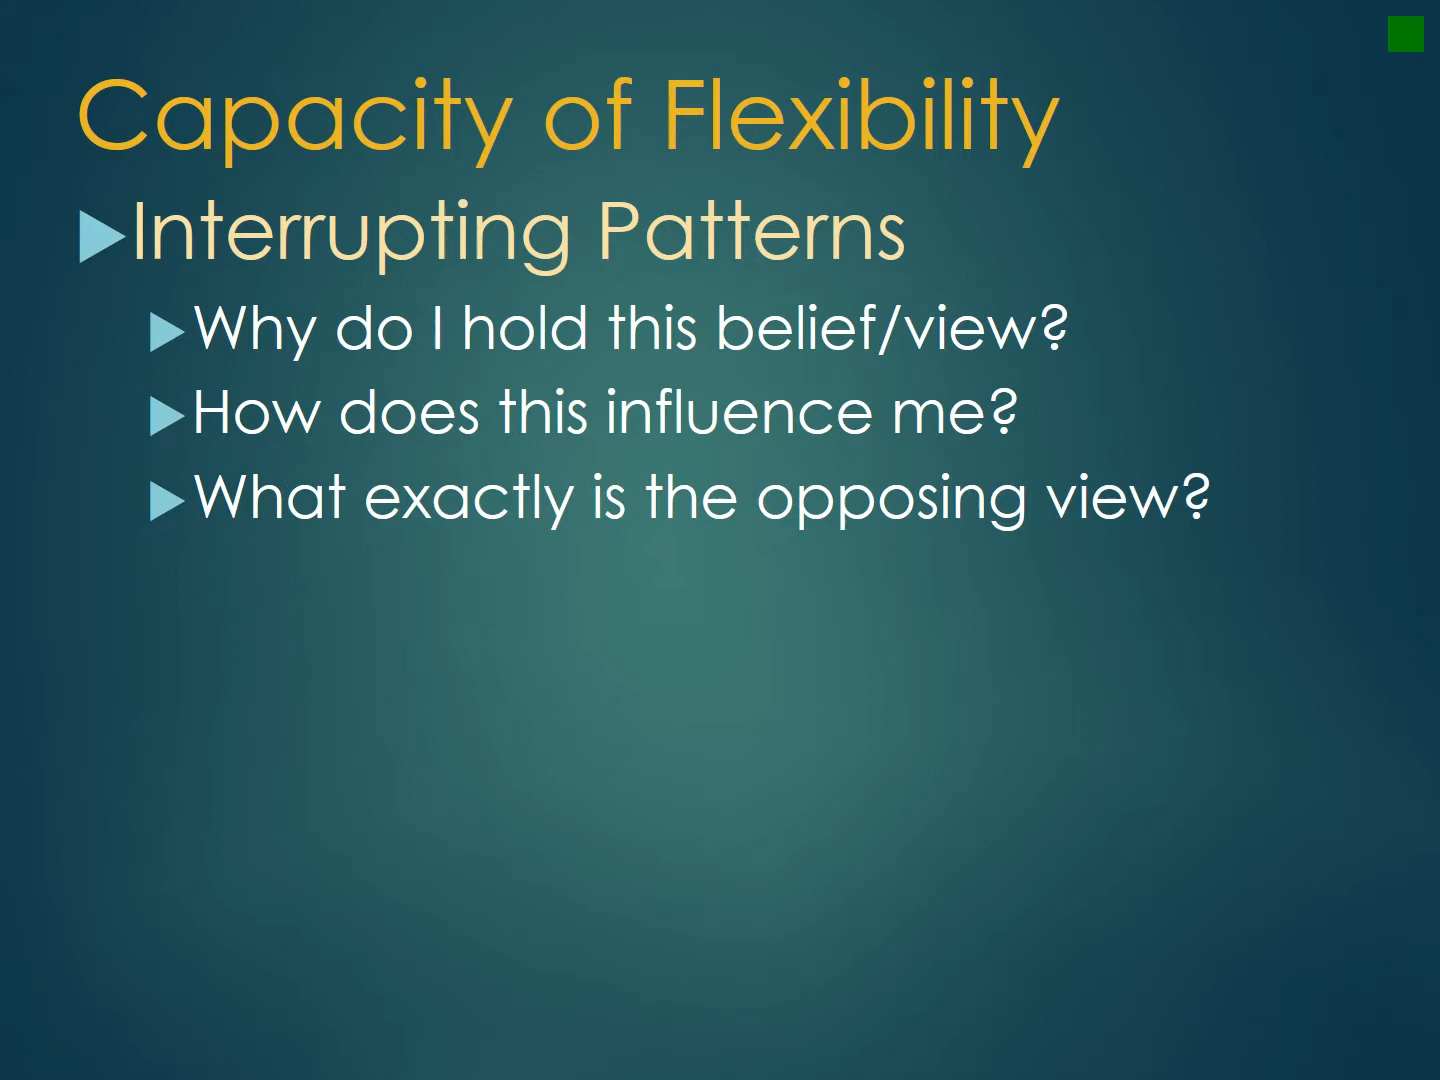 Capacity of Flexibility
Interrupting Patterns
Why do I hold this belief/view?
How does this influence me?
What exactly is the opposing view?